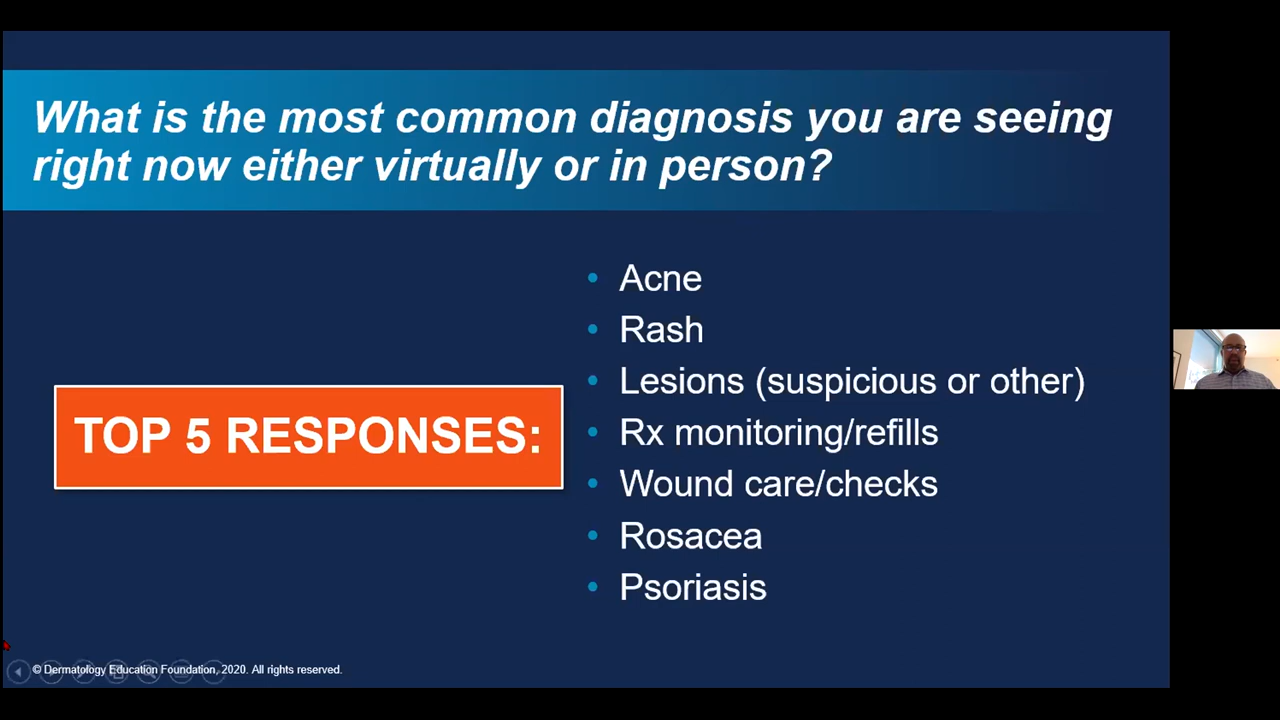 What is the most common diagnosis you are seeing
right now either virtually or in person?
TOP 5 RESPONSES:
• Acne
• Rash
• Lesions (suspicious or other)
• Rx monitoring/refills
• Wound care/checks
• Rosacea
• Psoriasis
© Dermatology Education Foundation, 2020. All rights reserved.